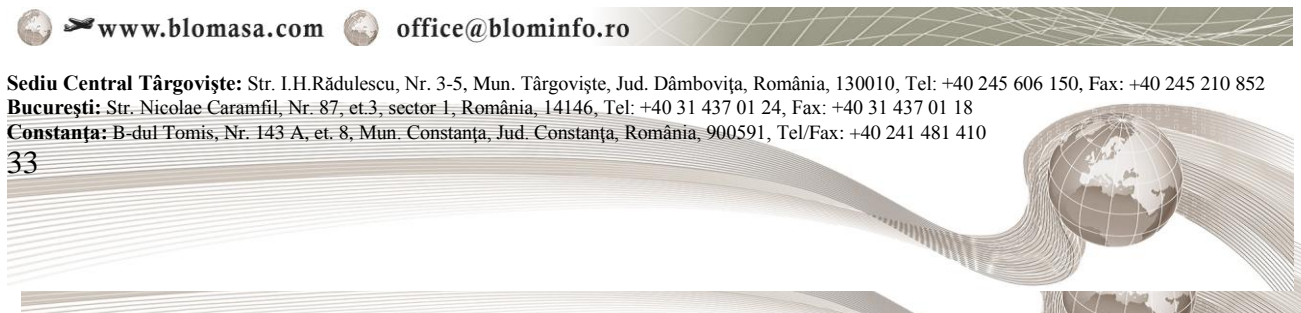 www.blomasa.com office@blominfo.ro
Sediu Central Târgovişte: Str. I.H.Rădulescu, Nr. 3-5, Mun. Târgovişte, Jud. Dâmboviţa, România, 130010, Tel: +40 245 606 150, Fax: +40 245 210 852
Bucureşti: Str. Nicolae Caramfil, Nr. 87, et.3, sector 1, România, 14146, Tel: +40 31 437 01 24, Fax: +40 31 437 01 18
Constanţa: B-dul Tomis, Nr. 143 A, et. 8, Mun. Constanţa, Jud. Constanţa, România, 900591, Tel/Fax: +40 241 481 410
33